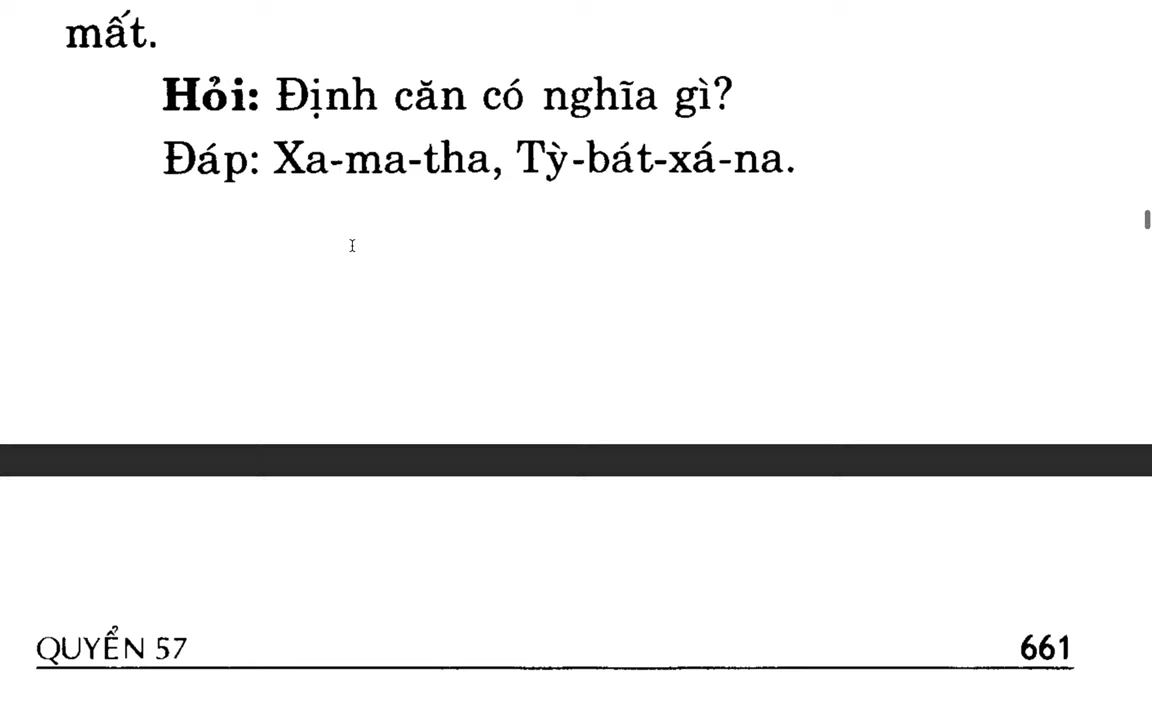 mất.
Hỏi: Định căn có nghĩa gì?
Đáp: Xa-ma-tha, Tỳ-bát-xá-na.
QUYỂN 57
661